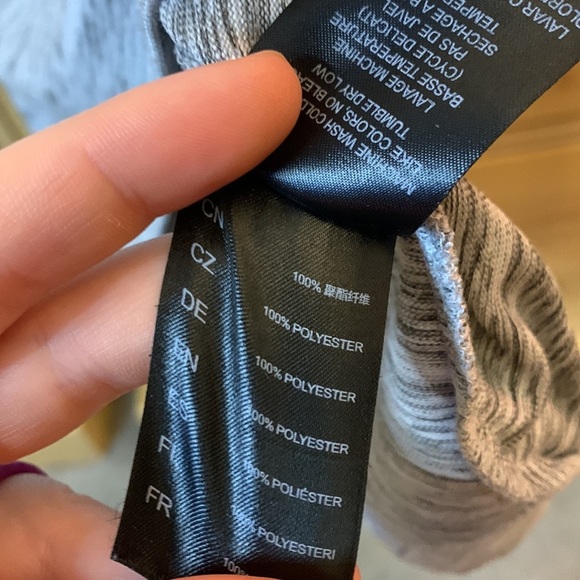 LAVAR
SECHAGE A B
TEMPE
PAS DE JAVEL
(CYCLE DELICAT)
BASSE TEMPERATURE
LAVAGE MACHINE
TUMBLE DRY LOW
LIKE COLORS NO BLEA
MACHINE WASH COLD
CN 100% 聚酯纤维
CZ 100% POLYESTER
DE 100% POLYESTER
EN 100% POLYESTER
ES 100% POLIÉSTER
FI 100% POLYESTERI
FR 100%